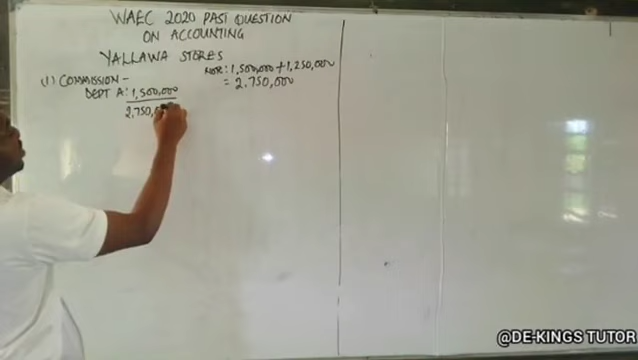 WAEC 2020 PAST QUESTION
ON ACCOUNTING
YALLAWA STORES
(1) COMMISSION -
DEPT A: 1,500,000
2,750,
: 1,500,000 + 1,250,000
= 2,750,000
@DE-KINGS TUTOR